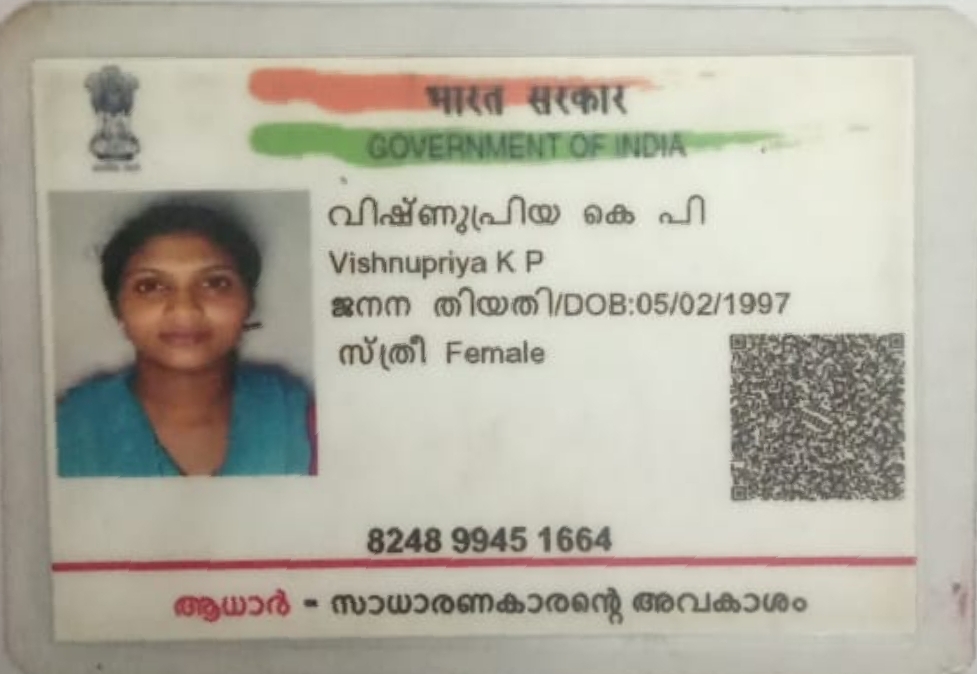 भारत सरकार
GOVERNMENT OF INDIA
വിഷ്ണുപ്രിയ കെ പി
Vishnupriya K P
ജനന തിയതി/DOB:05/02/1997
സ്ത്രീ Female
8248 9945 1664
ആധാർ - സാധാരണകാരന്റെ അവകാശം